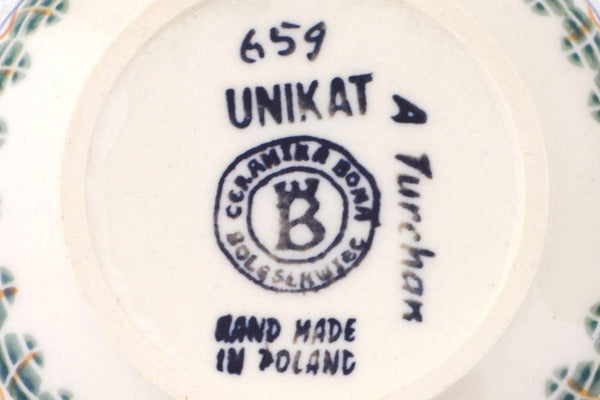 659
UNIKAT
A Turchan
CERAMIKA BONA
BOLESŁAWIEC
B
HAND MADE
IN POLAND